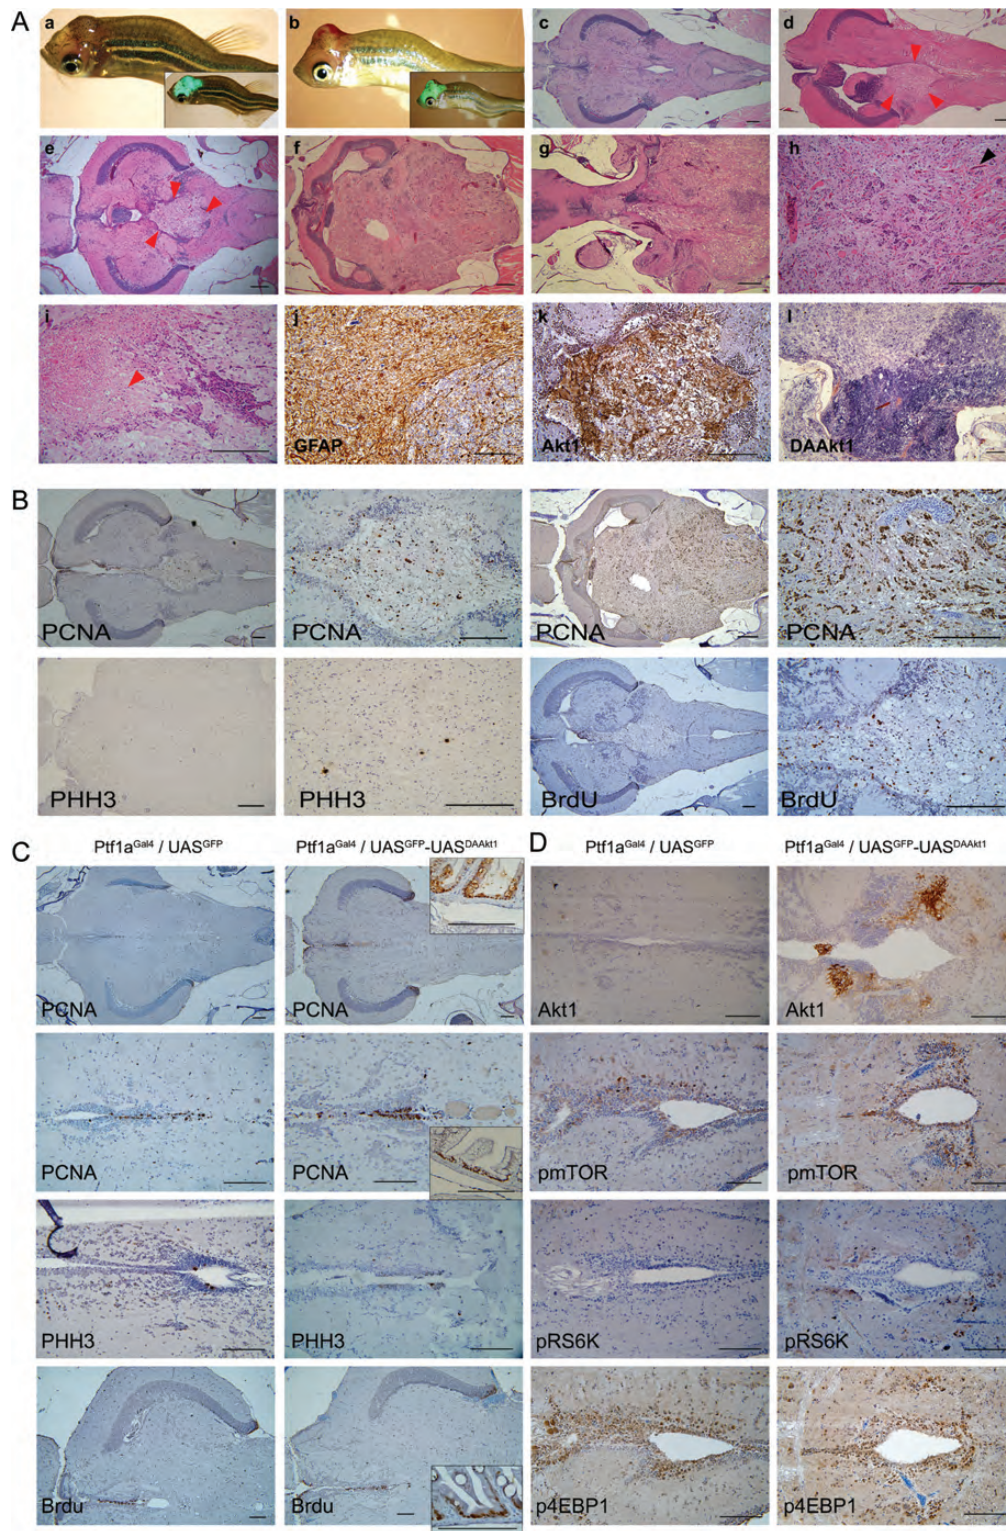 A
a b c d
e f g h
i j k l
GFAP Akt1 DAAkt1
B
PCNA PCNA PCNA PCNA
PHH3 PHH3 BrdU BrdU
C Ptf1a^Gal4 / UAS^GFP Ptf1a^Gal4 / UAS^GFP-UAS^DAAkt1 D Ptf1a^Gal4 / UAS^GFP Ptf1a^Gal4 / UAS^GFP-UAS^DAAkt1
PCNA PCNA Akt1 Akt1
PCNA PCNA pmTOR pmTOR
PHH3 PHH3 pRS6K pRS6K
Brdu Brdu p4EBP1 p4EBP1